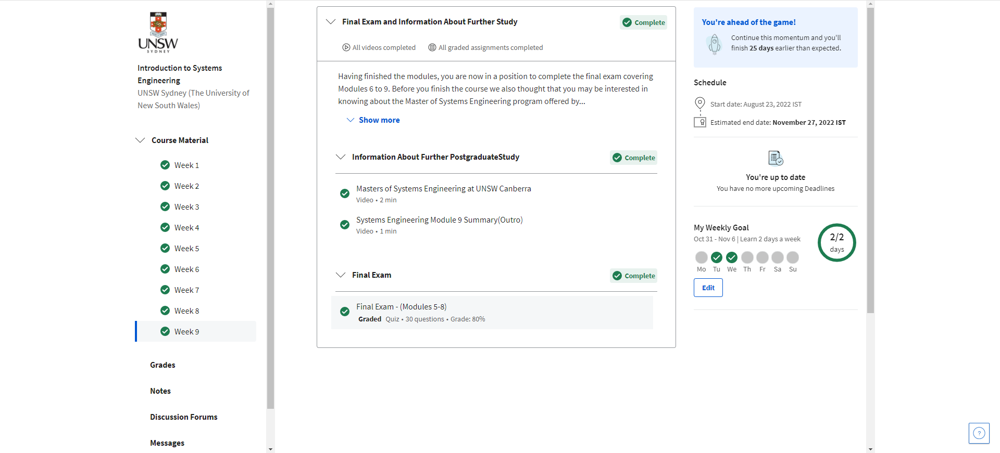 UNSW
SYDNEY
Introduction to Systems
Engineering
UNSW Sydney (The University of
New South Wales)
Course Material
Week 1
Week 2
Week 3
Week 4
Week 5
Week 6
Week 7
Week 8
Week 9
Grades
Notes
Discussion Forums
Messages
Final Exam and Information About Further Study
Complete
All videos completed
All graded assignments completed
Having finished the modules, you are now in a position to complete the final exam covering
Modules 6 to 9. Before you finish the course we also thought that you may be interested in
knowing about the Master of Systems Engineering program offered by...
Show more
Information About Further PostgraduateStudy
Complete
Masters of Systems Engineering at UNSW Canberra
Video • 2 min
Systems Engineering Module 9 Summary(Outro)
Video • 1 min
Final Exam
Complete
Final Exam - (Modules 5-8)
Graded Quiz • 30 questions • Grade: 80%
You're ahead of the game!
Continue this momentum and you'll
finish 25 days earlier than expected.
Schedule
Start date: August 23, 2022 IST
Estimated end date: November 27, 2022 IST
You're up to date
You have no more upcoming Deadlines
My Weekly Goal
Oct 31 - Nov 6 | Learn 2 days a week
2/2
days
Mo Tu We Th Fr Sa Su
Edit
?